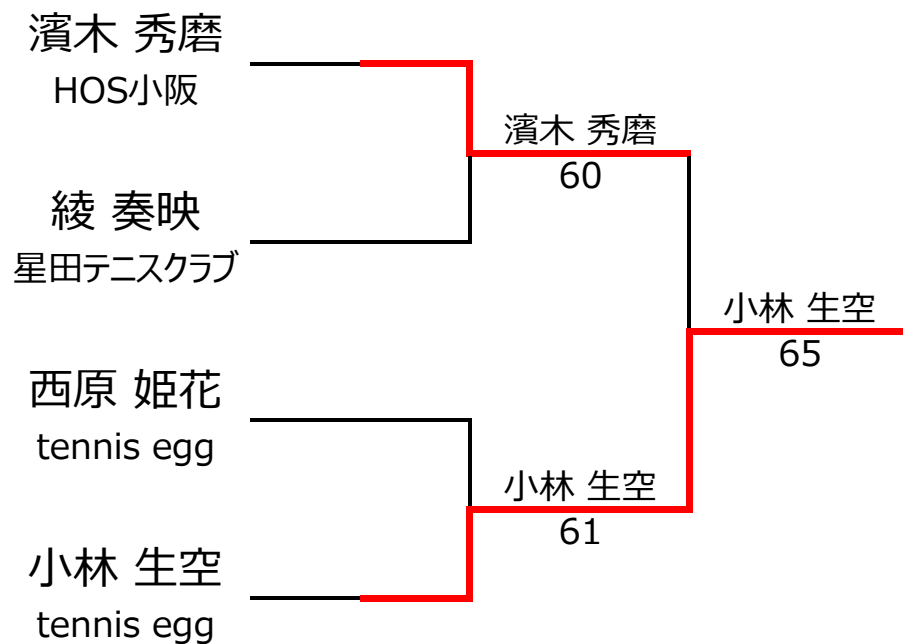 濱木 秀磨
HOS小阪
濱木 秀磨
60
綾 奏映
星田テニスクラブ
小林 生空
65
西原 姫花
tennis egg
小林 生空
61
小林 生空
tennis egg